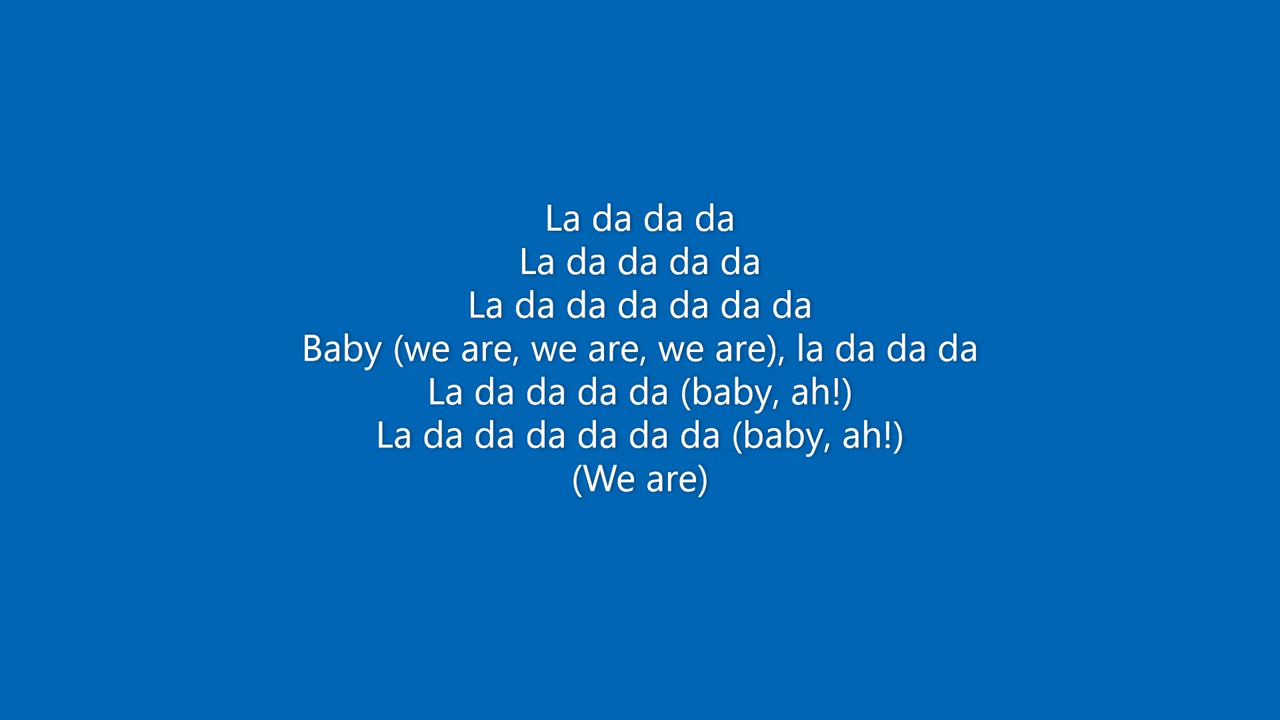 La da da da
La da da da da
La da da da da da da
Baby (we are, we are, we are), la da da da
La da da da da (baby, ah!)
La da da da da da da (baby, ah!)
(We are)